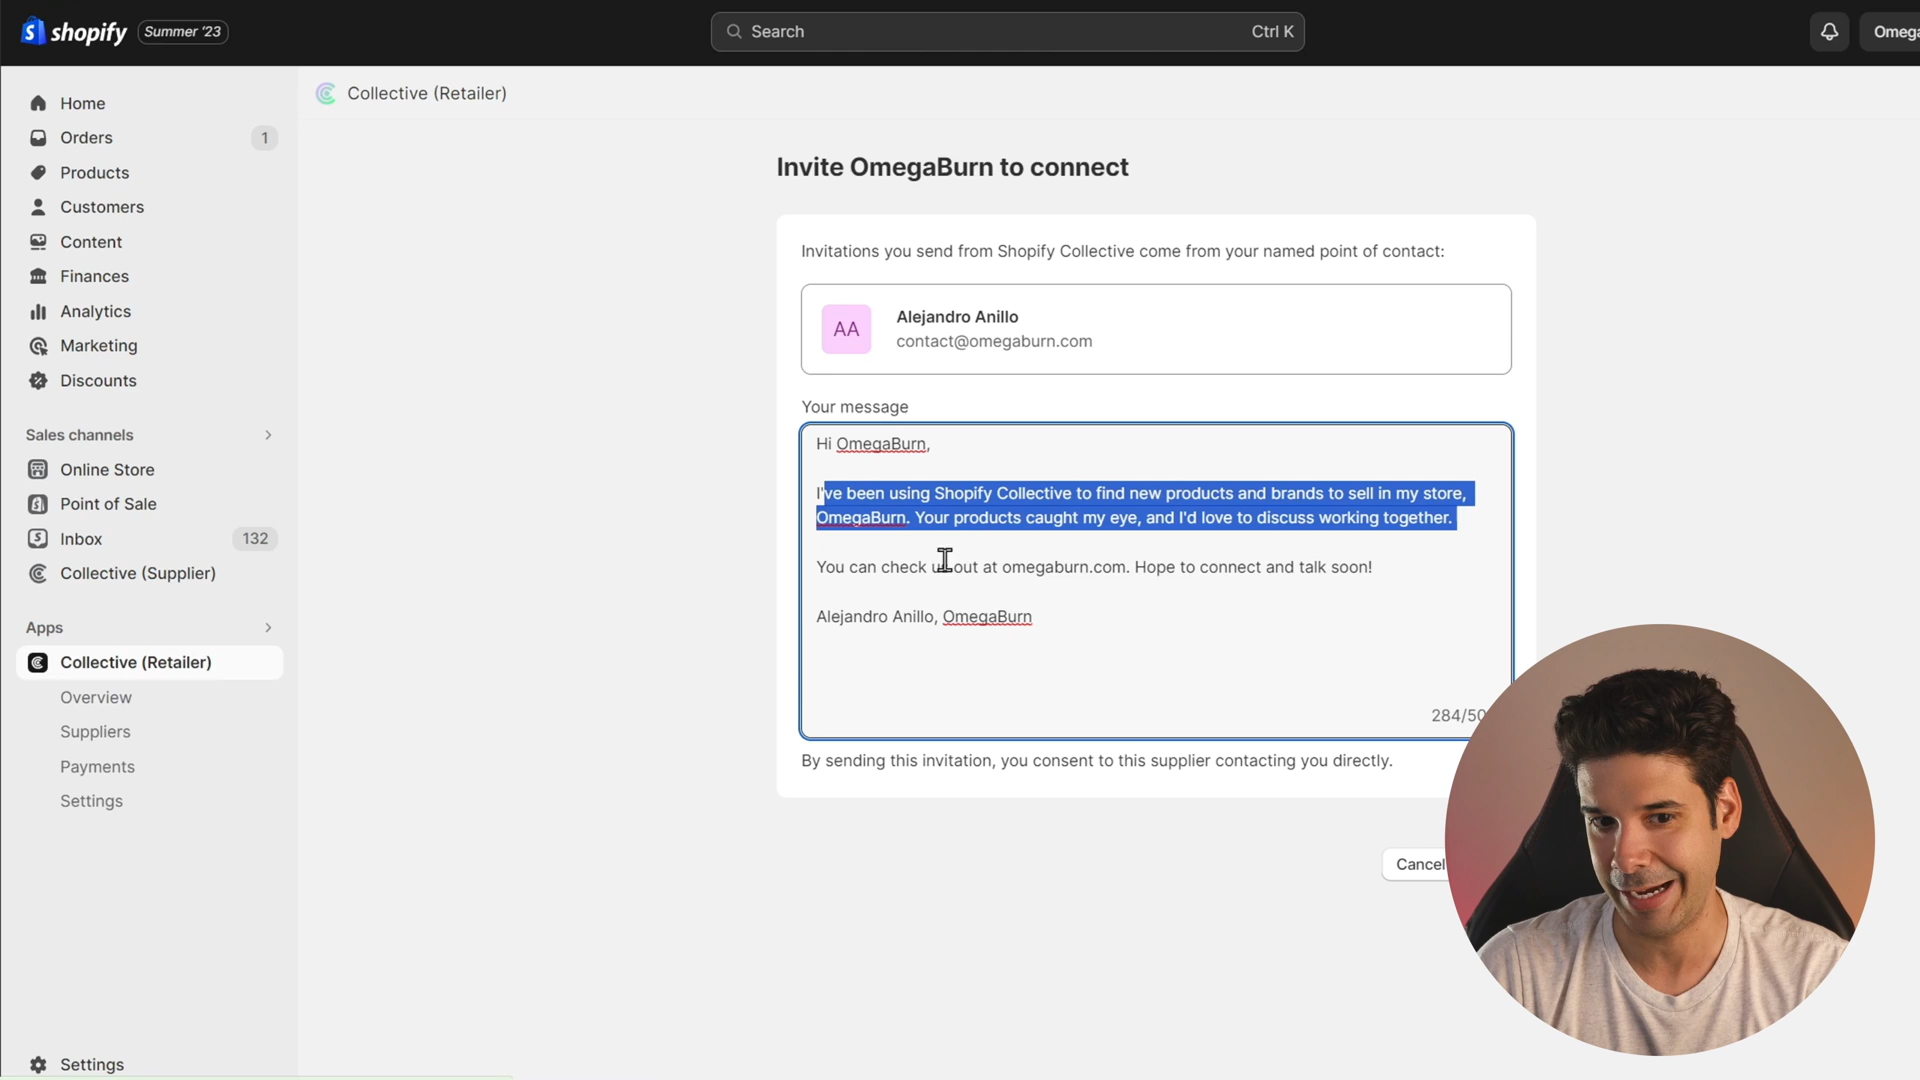 shopify
Summer '23
Search
Ctrl K
Home
Orders
1
Products
Customers
Content
Finances
Analytics
Marketing
Discounts
Sales channels
Online Store
Point of Sale
Inbox
132
Collective (Supplier)
Apps
Collective (Retailer)
Overview
Suppliers
Payments
Settings
Settings
Collective (Retailer)
Invite OmegaBurn to connect
Invitations you send from Shopify Collective come from your named point of contact:
AA
Alejandro Anillo
contact@omegaburn.com
Your message
Hi OmegaBurn,
I've been using Shopify Collective to find new products and brands to sell in my store,
OmegaBurn. Your products caught my eye, and I'd love to discuss working together.
You can check out at omegaburn.com. Hope to connect and talk soon!
Alejandro Anillo, OmegaBurn
By sending this invitation, you consent to this supplier contacting you directly.
Cancel